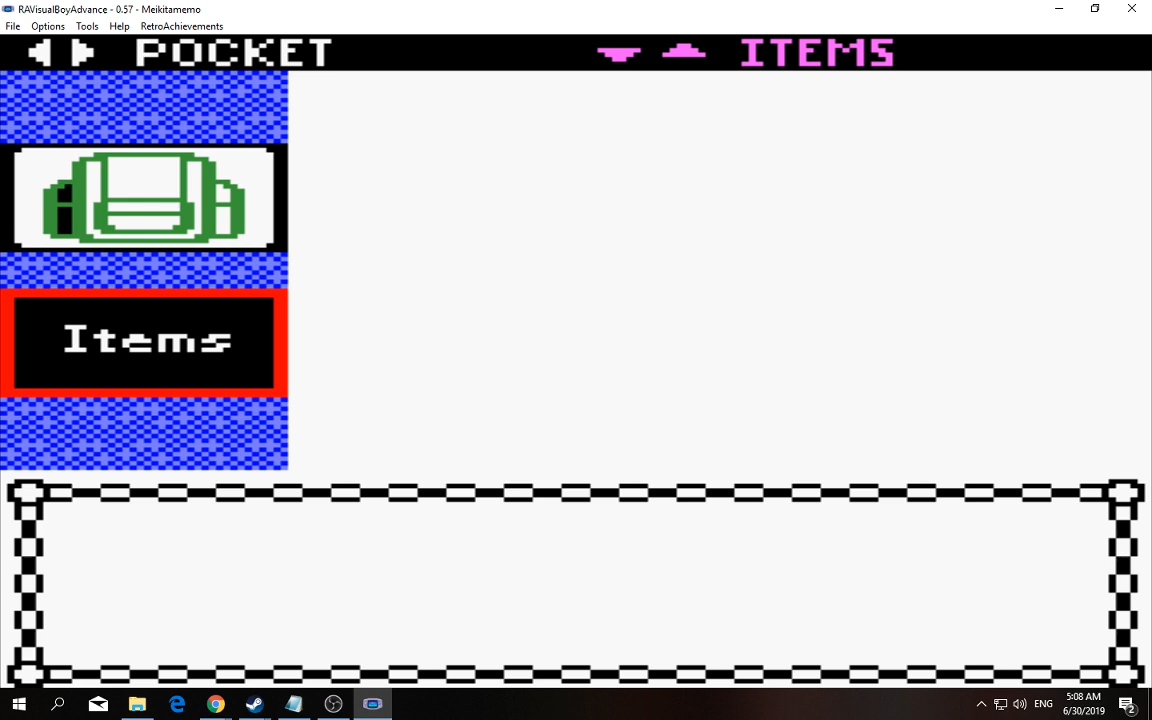 RAVisualBoyAdvance - 0.57 - Meikitamemo
File Options Tools Help RetroAchievements
POCKET ITEMS
Items
ENG
5:08 AM
6/30/2019
2